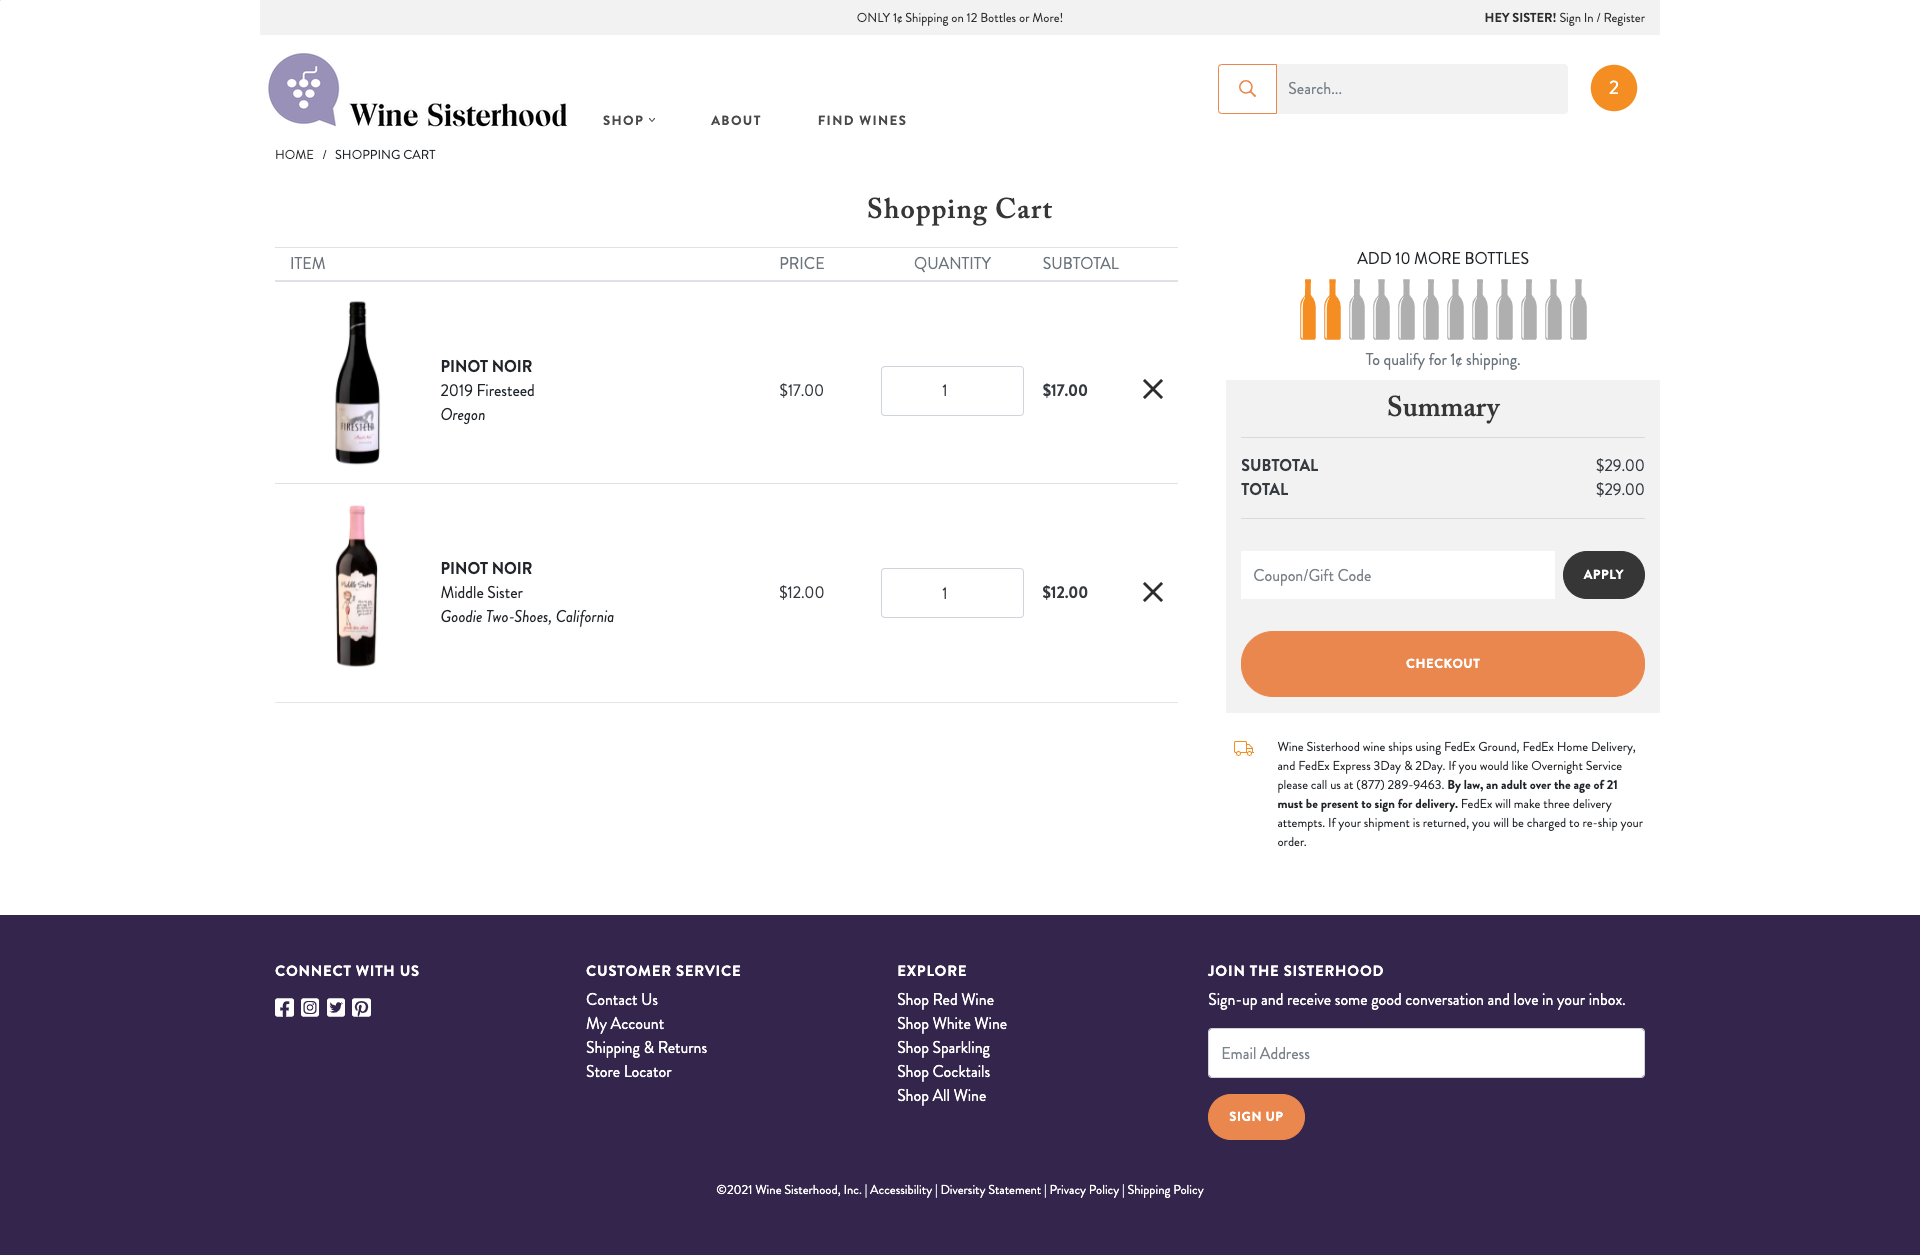 ONLY 1¢ Shipping on 12 Bottles or More!
HEY SISTER! Sign In / Register
Wine Sisterhood
SHOP
ABOUT
FIND WINES
Search...
2
HOME / SHOPPING CART
Shopping Cart
ITEM PRICE QUANTITY SUBTOTAL
FIRESTEED
PINOT NOIR
2019 Firesteed
Oregon
$17.00
1
$17.00
Middle Sister
PINOT NOIR
Middle Sister
Goodie Two-Shoes, California
$12.00
1
$12.00
ADD 10 MORE BOTTLES
To qualify for 1¢ shipping.
Summary
SUBTOTAL $29.00
TOTAL $29.00
Coupon/Gift Code
APPLY
CHECKOUT
Wine Sisterhood wine ships using FedEx Ground, FedEx Home Delivery,
and FedEx Express 3Day & 2Day. If you would like Overnight Service
please call us at (877) 289-9463. By law, an adult over the age of 21
must be present to sign for delivery. FedEx will make three delivery
attempts. If your shipment is returned, you will be charged to re-ship your
order.
CONNECT WITH US
CUSTOMER SERVICE
Contact Us
My Account
Shipping & Returns
Store Locator
EXPLORE
Shop Red Wine
Shop White Wine
Shop Sparkling
Shop Cocktails
Shop All Wine
JOIN THE SISTERHOOD
Sign-up and receive some good conversation and love in your inbox.
Email Address
SIGN UP
©2021 Wine Sisterhood, Inc. | Accessibility | Diversity Statement | Privacy Policy | Shipping Policy